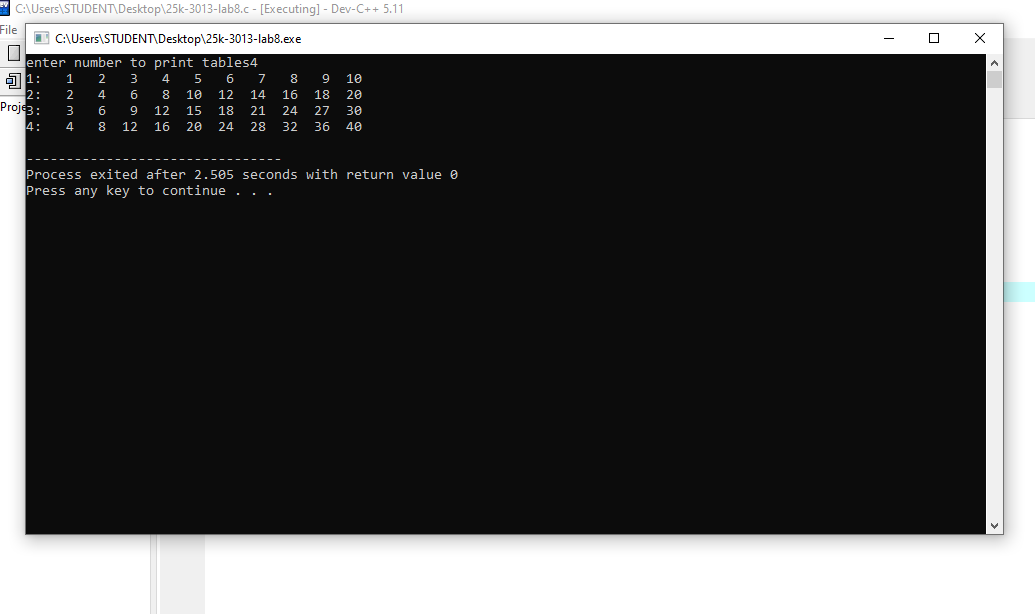 C:\Users\STUDENT\Desktop\25k-3013-lab8.c - [Executing] - Dev-C++ 5.11
File
C:\Users\STUDENT\Desktop\25k-3013-lab8.exe
Proje
enter number to print tables4
1:   1   2   3   4   5   6   7   8   9  10
2:   2   4   6   8  10  12  14  16  18  20
3:   3   6   9  12  15  18  21  24  27  30
4:   4   8  12  16  20  24  28  32  36  40
--------------------------------
Process exited after 2.505 seconds with return value 0
Press any key to continue . . .